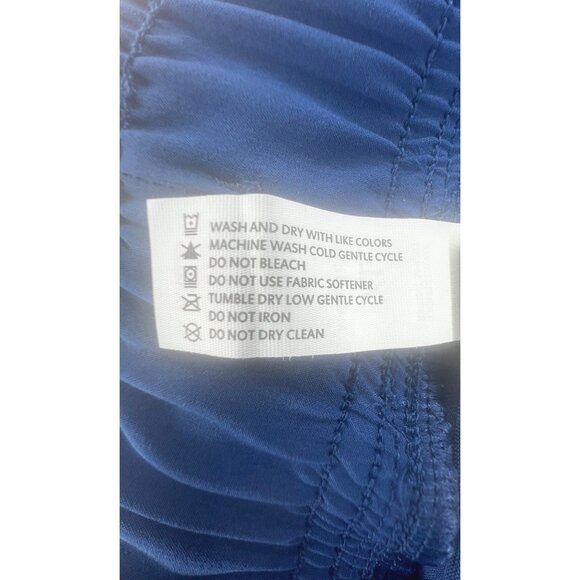 WASH AND DRY WITH LIKE COLORS
MACHINE WASH COLD GENTLE CYCLE
DO NOT BLEACH
DO NOT USE FABRIC SOFTENER
TUMBLE DRY LOW GENTLE CYCLE
DO NOT IRON
DO NOT DRY CLEAN